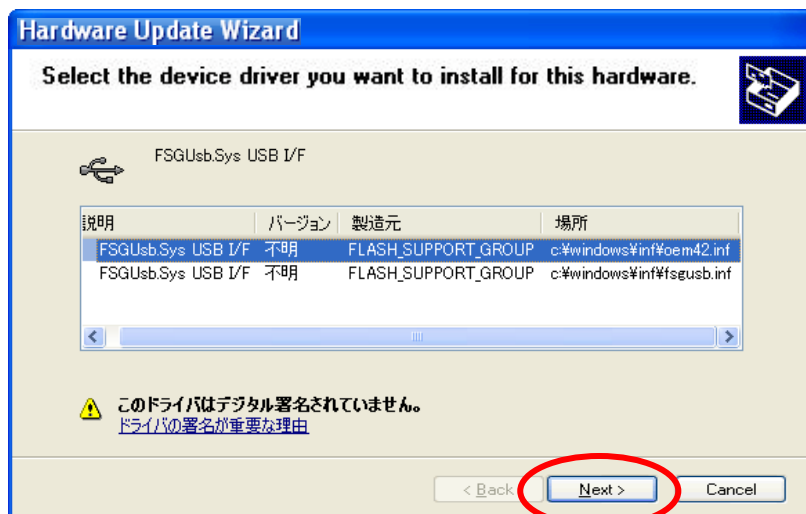 Hardware Update Wizard
Select the device driver you want to install for this hardware.
FSGUsb.Sys USB I/F
説明 バージョン 製造元 場所
FSGUsb.Sys USB I/F 不明 FLASH_SUPPORT_GROUP c:¥windows¥inf¥oem42.inf
FSGUsb.Sys USB I/F 不明 FLASH_SUPPORT_GROUP c:¥windows¥inf¥fsgusb.inf
このドライバはデジタル署名されていません。
ドライバの署名が重要な理由
< Back Next > Cancel